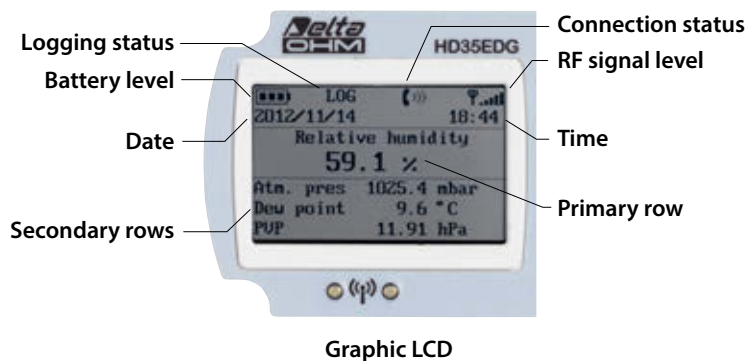 Delta
OHM
HD35EDG
Logging status
Connection status
RF signal level
Battery level
LOG
2012/11/14
18:44
Date
Time
Relative humidity
59.1 %
Primary row
Atm. pres 1025.4 mbar
Dew point 9.6 °C
PVP 11.91 hPa
Secondary rows
Graphic LCD